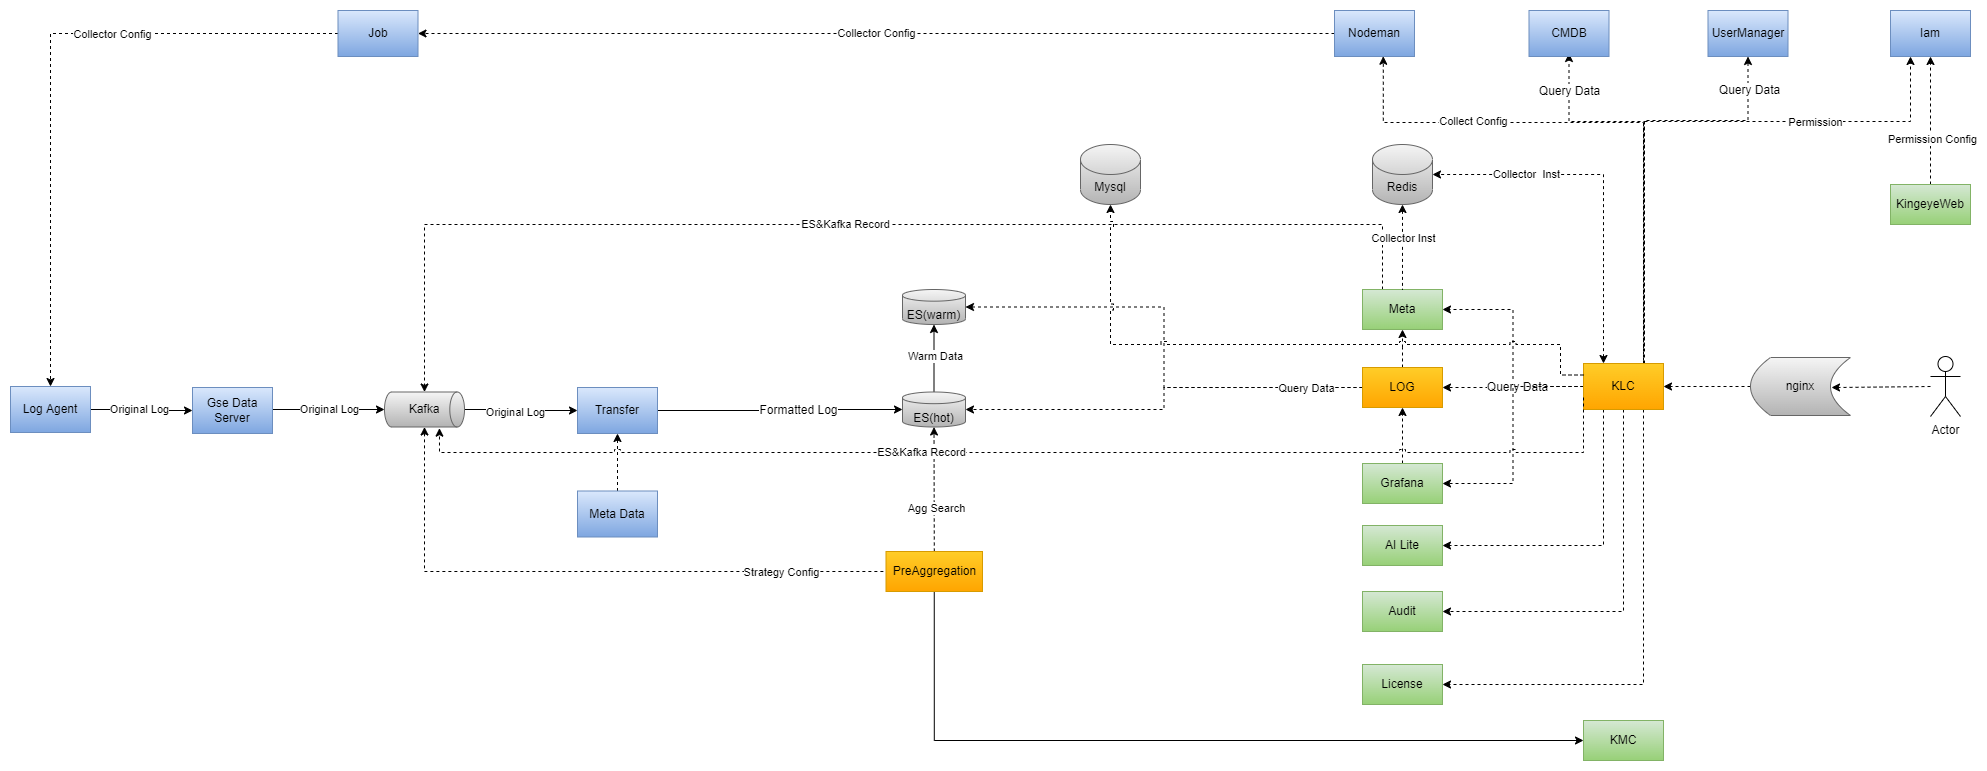 Job
Nodeman
CMDB
UserManager
Iam
Collector Config
Collector Config
Query Data
Query Data
Collect Config
Permission
Permission Config
Mysql
Redis
Collector  Inst
KingeyeWeb
ES&Kafka Record
Collector Inst
Meta
ES(warm)
Warm Data
Query Data
LOG
Query Data
KLC
nginx
Actor
Log Agent
Original Log
Gse Data
Server
Original Log
Kafka
Original Log
Transfer
Formatted Log
ES(hot)
ES&Kafka Record
Grafana
Meta Data
Agg Search
AI Lite
Strategy Config
PreAggregation
Audit
License
KMC